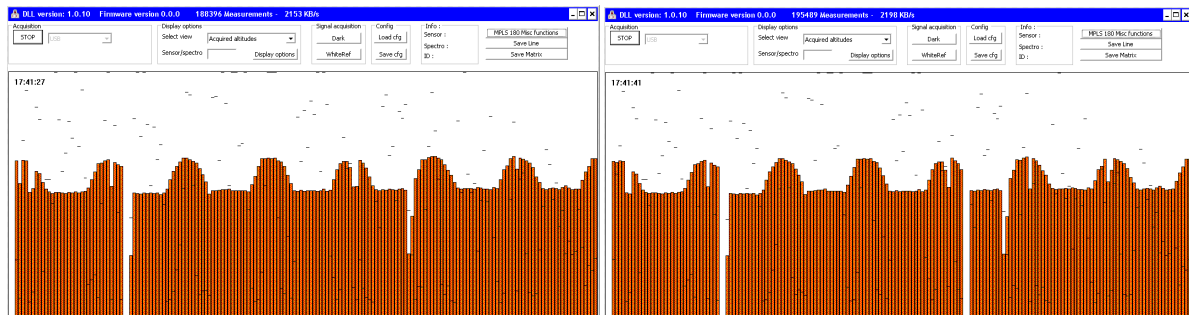 DLL version: 1.0.10 Firmware version 0.0.0 188396 Measurements - 2153 KB/s
Acquisition
STOP
USB
Display options
Select view
Acquired altitudes
Sensor/spectro
Display options
Signal acquisition
Dark
WhiteRef
Config
Load cfg
Save cfg
Info :
Sensor :
Spectro :
ID :
MPLS 180 Misc functions
Save Line
Save Matrix
17:41:27
DLL version: 1.0.10 Firmware version 0.0.0 195489 Measurements - 2198 KB/s
Acquisition
STOP
USB
Display options
Select view
Acquired altitudes
Sensor/spectro
Display options
Signal acquisition
Dark
WhiteRef
Config
Load cfg
Save cfg
Info :
Sensor :
Spectro :
ID :
MPLS 180 Misc functions
Save Line
Save Matrix
17:41:41